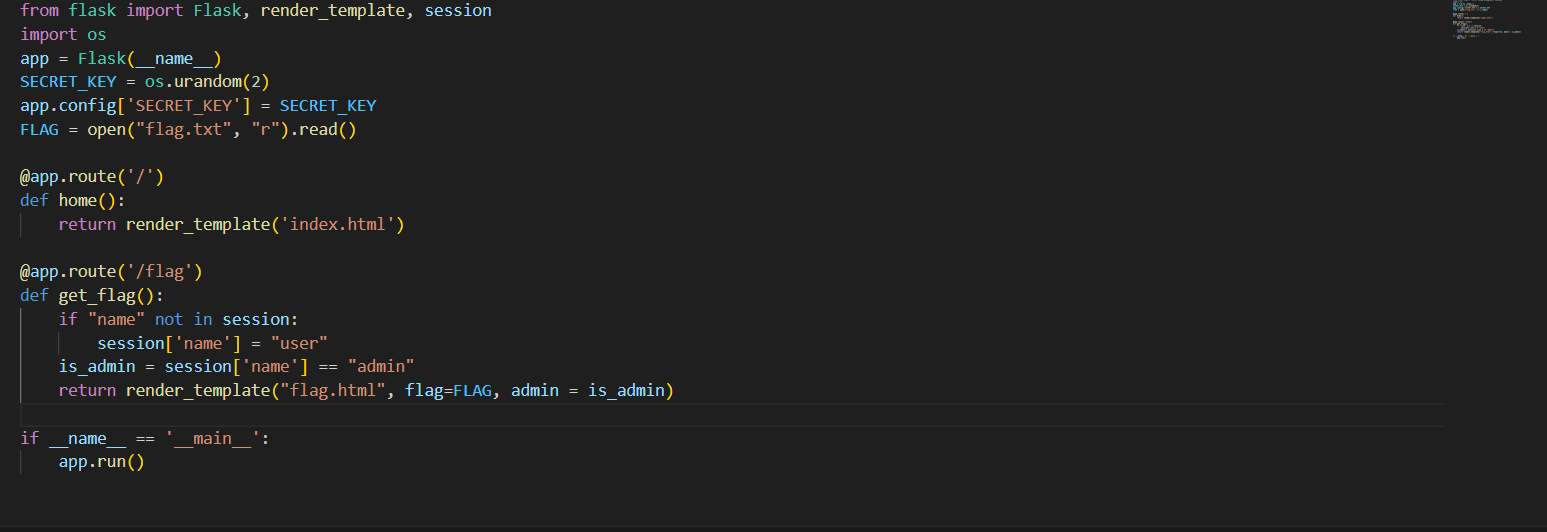 from flask import Flask, render_template, session
import os
app = Flask(__name__)
SECRET_KEY = os.urandom(2)
app.config['SECRET_KEY'] = SECRET_KEY
FLAG = open("flag.txt", "r").read()

@app.route('/')
def home():
    return render_template('index.html')

@app.route('/flag')
def get_flag():
    if "name" not in session:
        session['name'] = "user"
    is_admin = session['name'] == "admin"
    return render_template("flag.html", flag=FLAG, admin = is_admin)

if __name__ == '__main__':
    app.run()